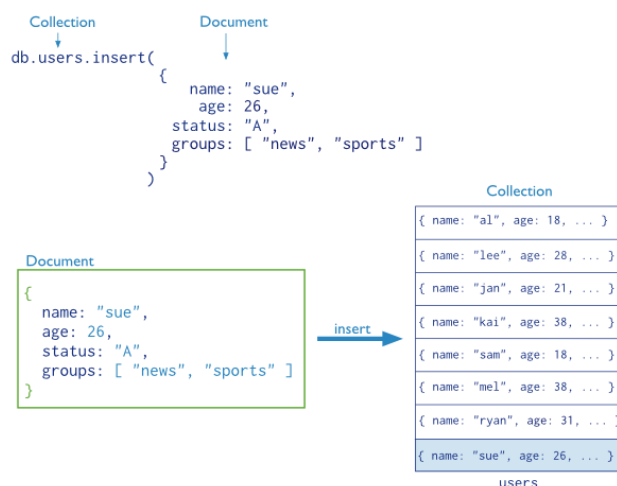 Collection Document
db.users.insert(
{
name: "sue",
age: 26,
status: "A",
groups: [ "news", "sports" ]
}
)
Document
{
name: "sue",
age: 26,
status: "A",
groups: [ "news", "sports" ]
}
insert
Collection
{ name: "al", age: 18, ... }
{ name: "lee", age: 28, ... }
{ name: "jan", age: 21, ... }
{ name: "kai", age: 38, ... }
{ name: "sam", age: 18, ... }
{ name: "mel", age: 38, ... }
{ name: "ryan", age: 31, ... }
{ name: "sue", age: 26, ... }
users